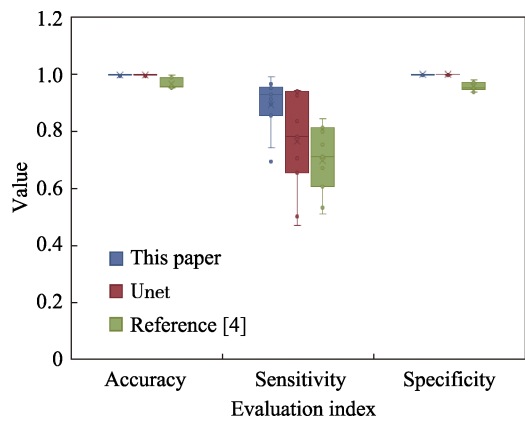 1.2
1.0
0.8
0.6
0.4
0.2
0
Value
This paper
Unet
Reference [4]
Accuracy Sensitivity Specificity
Evaluation index